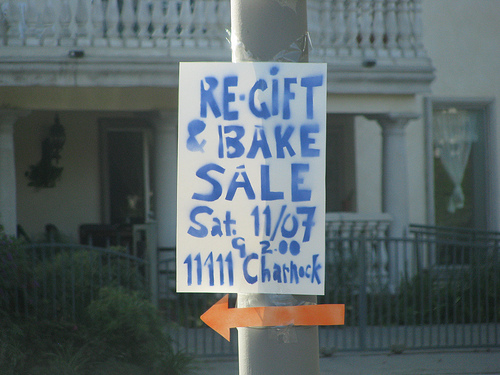 RE-GIFT
& BAKE
SALE
Sat. 11/07
9 2:00
11111 Charnock